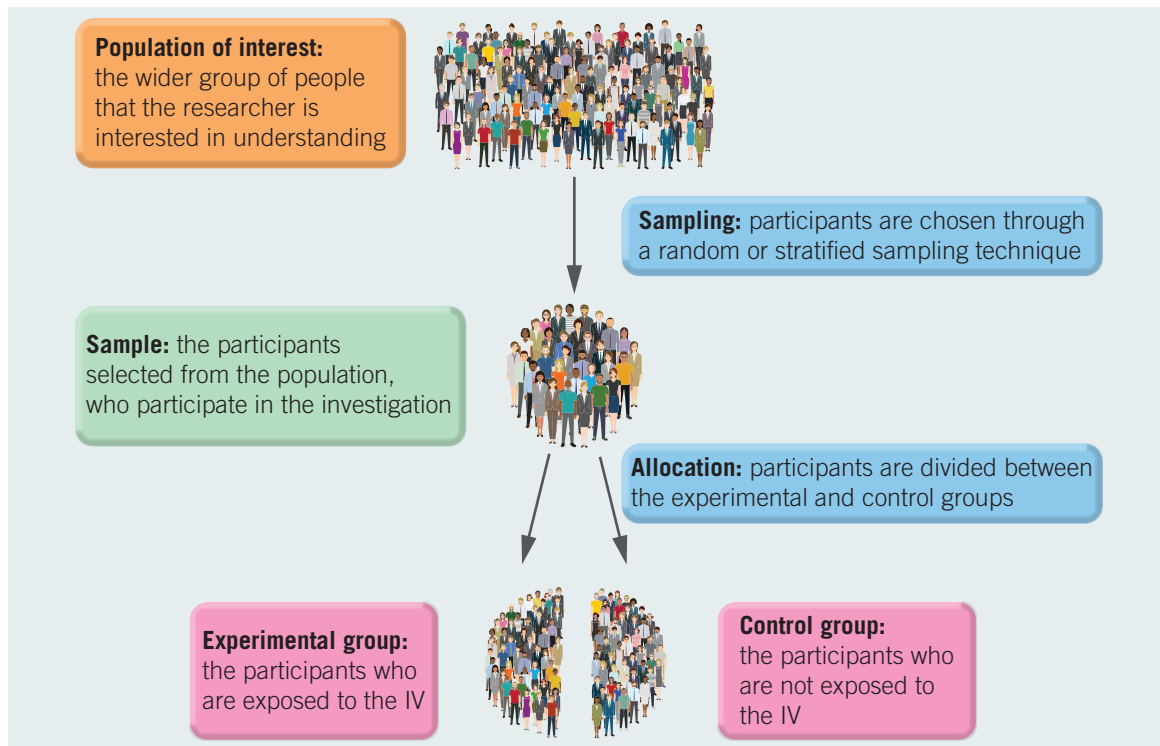 Population of interest:
the wider group of people
that the researcher is
interested in understanding
Sampling: participants are chosen through
a random or stratified sampling technique
Sample: the participants
selected from the population,
who participate in the investigation
Allocation: participants are divided between
the experimental and control groups
Experimental group:
the participants who
are exposed to the IV
Control group:
the participants who
are not exposed to
the IV